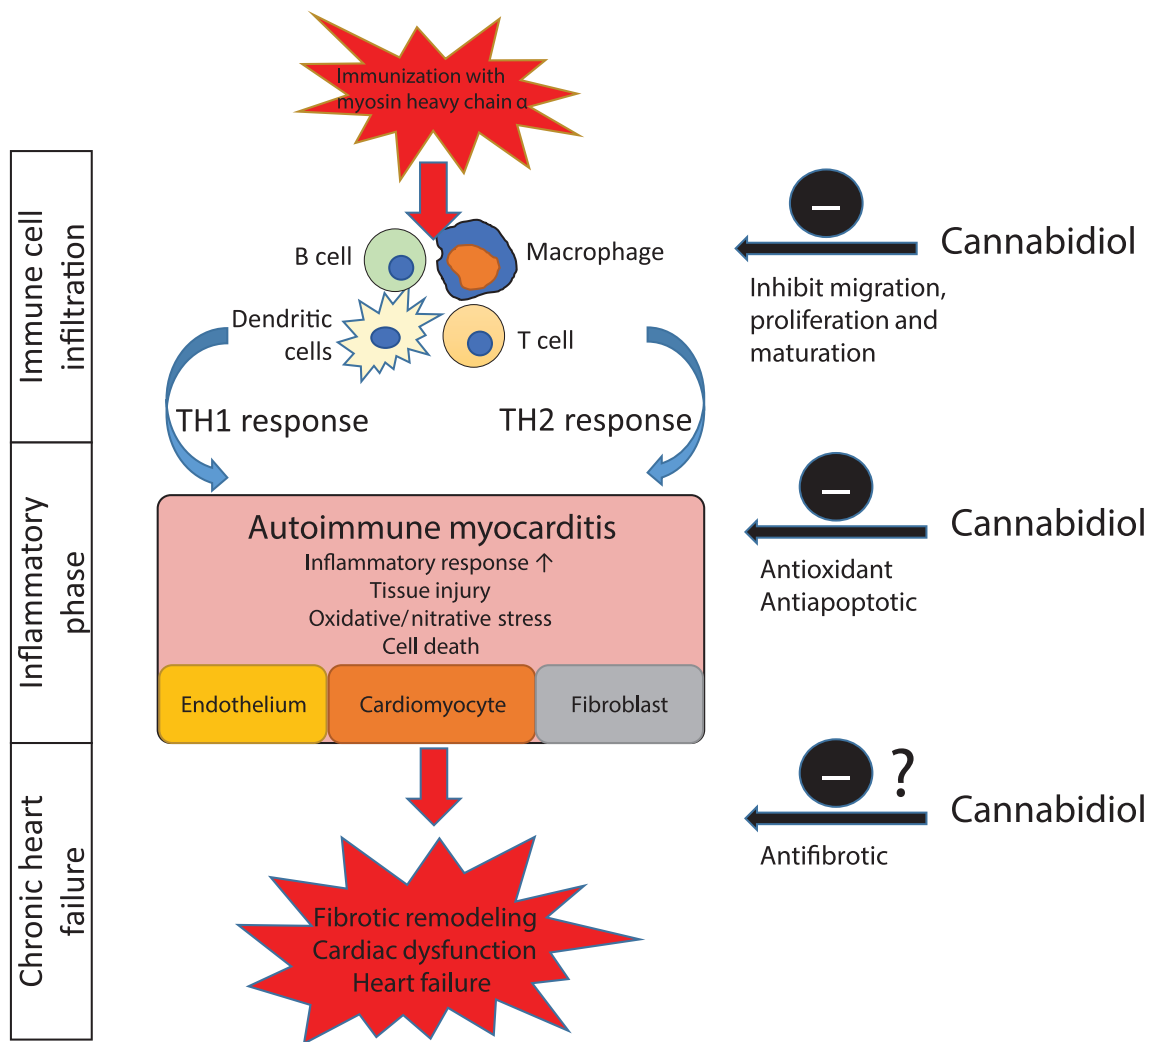 Immunization with
myosin heavy chain α
Immune cell
infiltration
B cell
Macrophage
Dendritic
cells
T cell
TH1 response
TH2 response
–
Cannabidiol
Inhibit migration,
proliferation and
maturation
Inflammatory
phase
Autoimmune myocarditis
Inflammatory response ↑
Tissue injury
Oxidative/nitrative stress
Cell death
Endothelium
Cardiomyocyte
Fibroblast
–
Cannabidiol
Antioxidant
Antiapoptotic
Chronic heart
failure
Fibrotic remodeling
Cardiac dysfunction
Heart failure
– ?
Cannabidiol
Antifibrotic